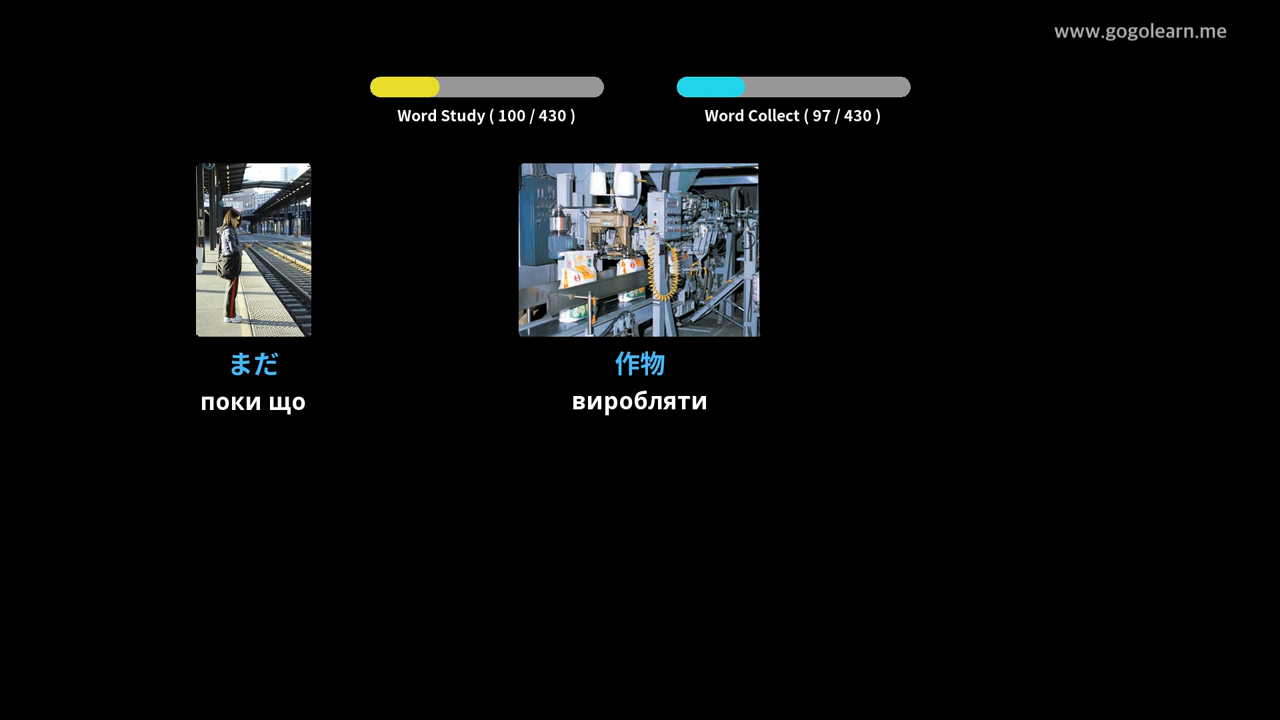 www.gogolearn.me
Word Study ( 100 / 430 )
Word Collect ( 97 / 430 )
まだ
поки що
作物
виробляти